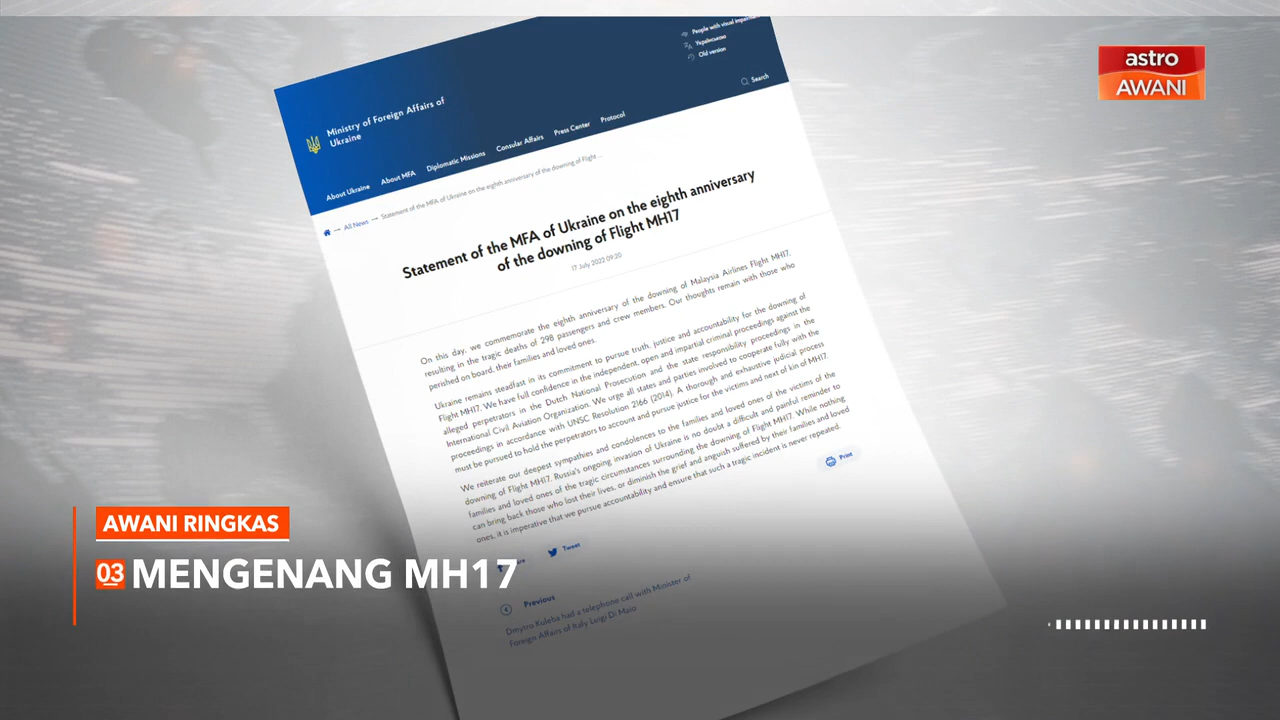 People with visual impairment
Українською
Old version
astro
AWANI
Search
Ministry of Foreign Affairs of
Ukraine
About Ukraine About MFA Diplomatic Missions Consular Affairs Press Center Protocol
All News → Statement of the MFA of Ukraine on the eighth anniversary of the downing of Flight ...
Statement of the MFA of Ukraine on the eighth anniversary
of the downing of Flight MH17
17 July 2022 09:20
On this day, we commemorate the eighth anniversary of the downing of Malaysia Airlines Flight MH17,
resulting in the tragic deaths of 298 passengers and crew members. Our thoughts remain with those who
perished on board, their families and loved ones.
Ukraine remains steadfast in its commitment to pursue truth, justice and accountability for the downing of
Flight MH17. We have full confidence in the independent, open and impartial criminal proceedings against the
alleged perpetrators in the Dutch National Prosecution and the state responsibility proceedings in the
International Civil Aviation Organization. We urge all states and parties involved to cooperate fully with the
proceedings in accordance with UNSC Resolution 2166 (2014). A thorough and exhaustive judicial process
must be pursued to hold the perpetrators to account and pursue justice for the victims and next of kin of MH17.
We reiterate our deepest sympathies and condolences to the families and loved ones of the victims of the
downing of Flight MH17. Russia's ongoing invasion of Ukraine is no doubt a difficult and painful reminder to
families and loved ones of the tragic circumstances surrounding the downing of Flight MH17. While nothing
can bring back those who lost their lives, or diminish the grief and anguish suffered by their families and loved
ones, it is imperative that we pursue accountability and ensure that such a tragic incident is never repeated.
Print
Tweet
Previous
Dmytro Kuleba had a telephone call with Minister of
Foreign Affairs of Italy Luigi Di Maio
AWANI RINGKAS
03 MENGENANG MH17